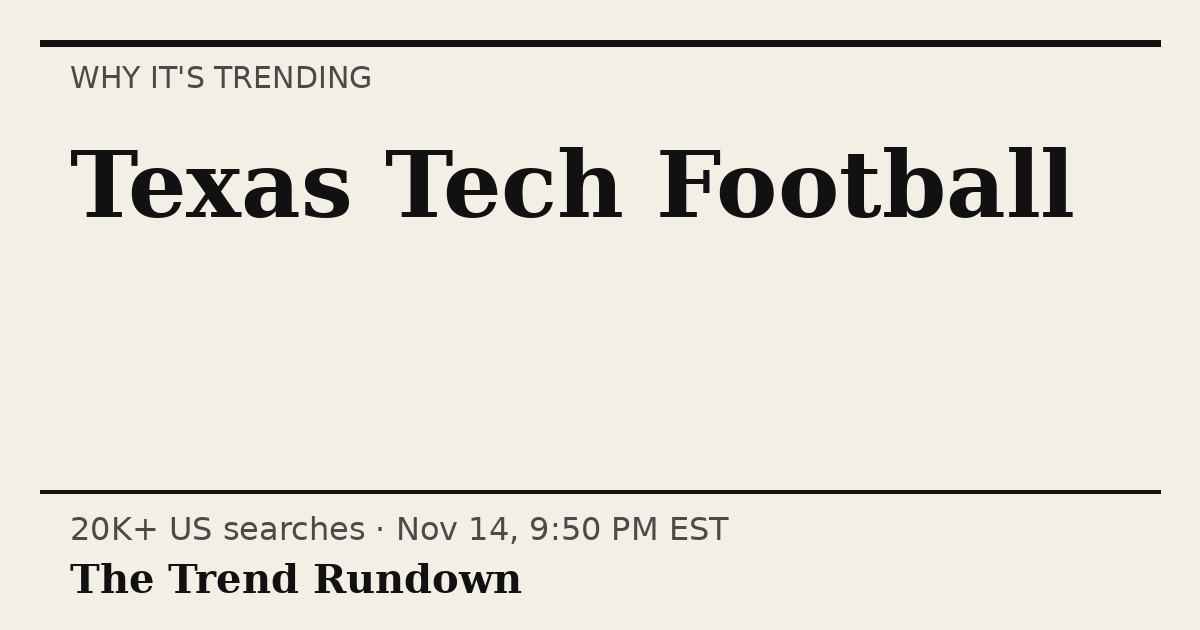 WHY IT'S TRENDING
Texas Tech Football
20K+ US searches · Nov 14, 9:50 PM EST
The Trend Rundown